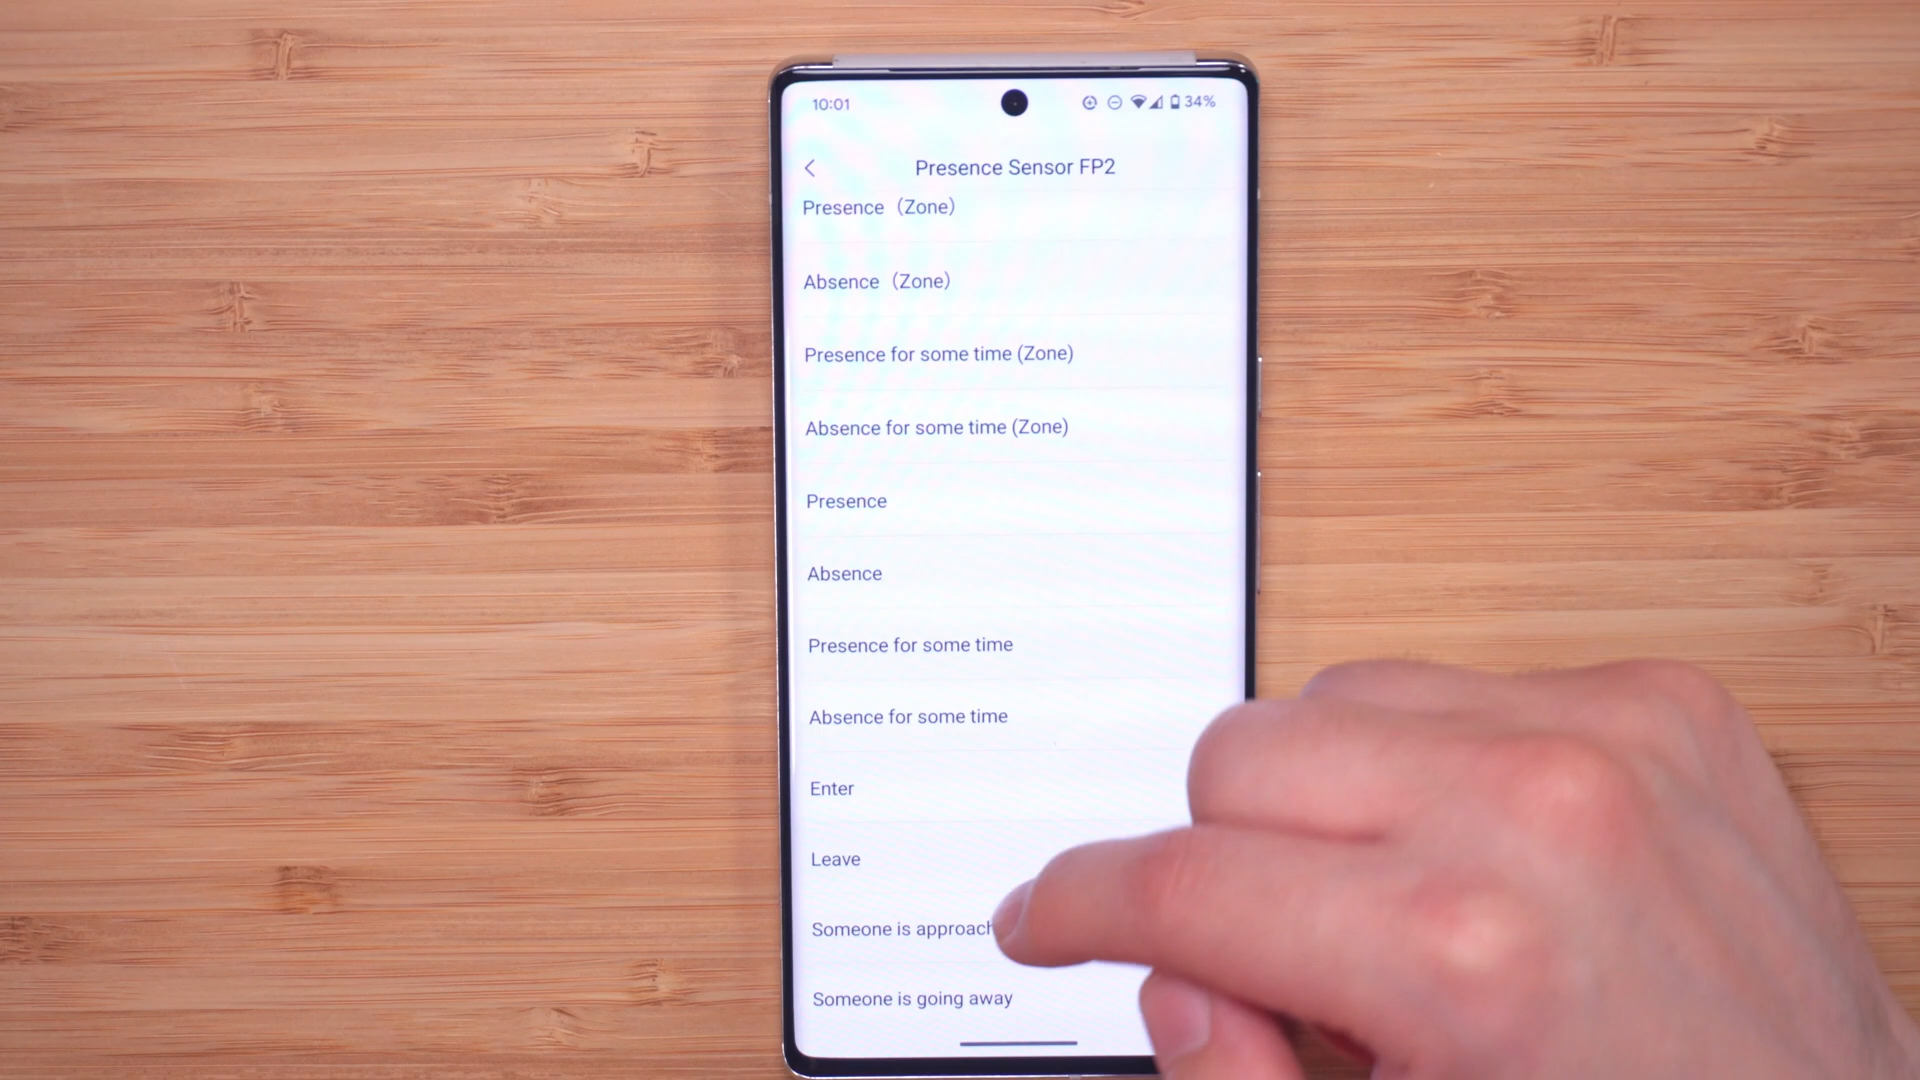 10:01
34%
Presence Sensor FP2
Presence（Zone）
Absence（Zone）
Presence for some time (Zone)
Absence for some time (Zone)
Presence
Absence
Presence for some time
Absence for some time
Enter
Leave
Someone is approach
Someone is going away